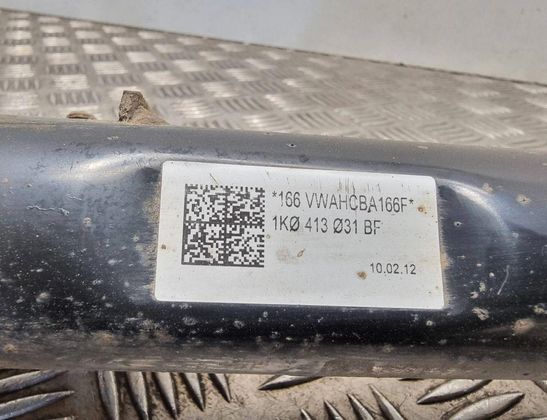 *166 VWAHCBA166F*
1KØ 413 Ø31 BF
10.02.12